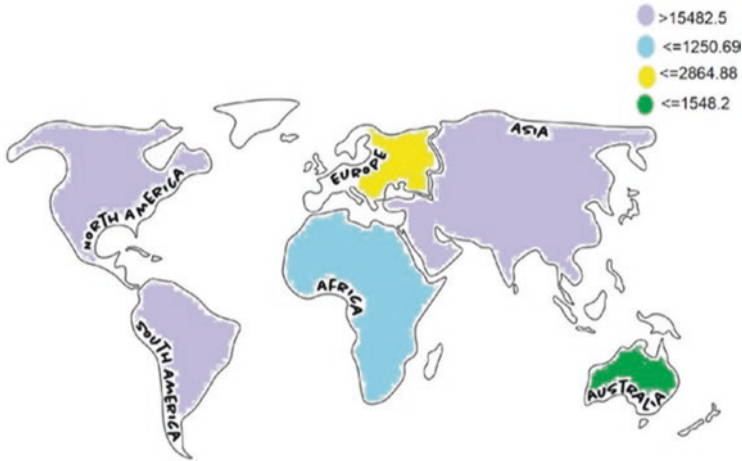 >15482.5
<=1250.69
<=2864.88
<=1548.2
ASIA
EUROPE
NORTH AMERICA
AFRICA
SOUTH AMERICA
AUSTRALIA